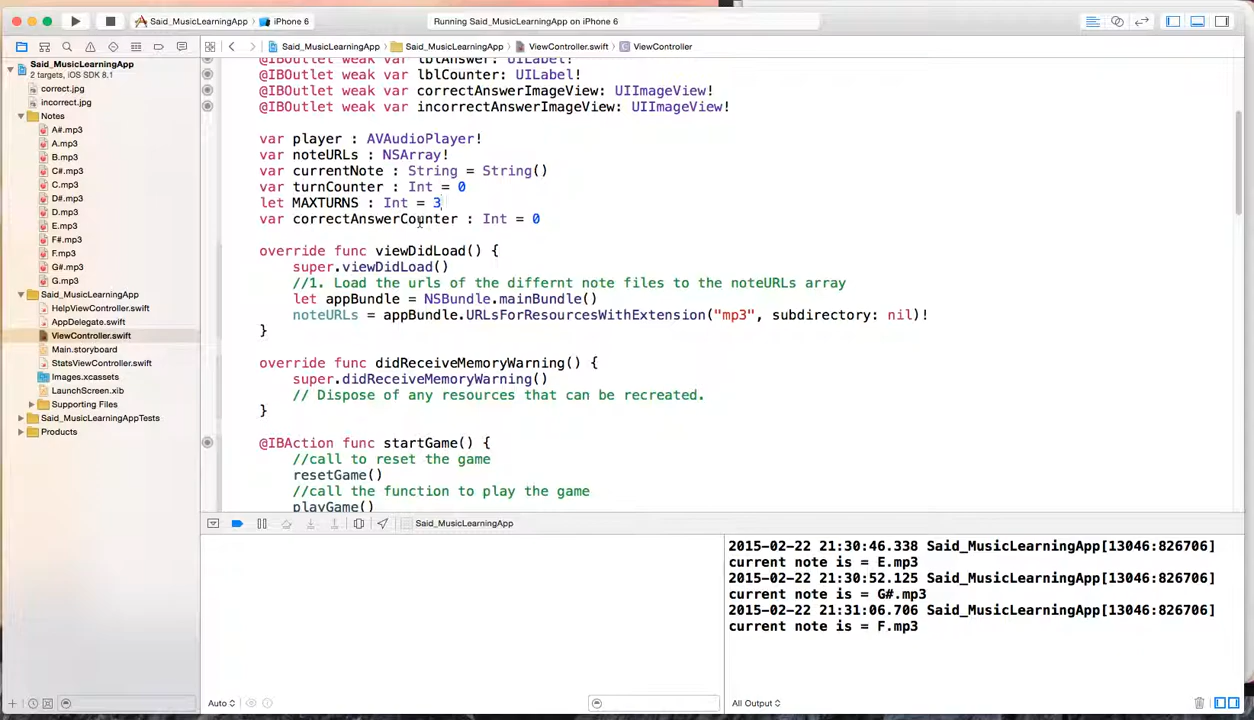 Said_MusicLearningApp
iPhone 6
Running Said_MusicLearningApp on iPhone 6
Said_MusicLearningApp
Said_MusicLearningApp
ViewController.swift
ViewController
Said_MusicLearningApp
2 targets, iOS SDK 8.1
correct.jpg
incorrect.jpg
Notes
A#.mp3
A.mp3
B.mp3
C#.mp3
C.mp3
D#.mp3
D.mp3
E.mp3
F#.mp3
F.mp3
G#.mp3
G.mp3
Said_MusicLearningApp
HelpViewController.swift
AppDelegate.swift
ViewController.swift
Main.storyboard
StatsViewController.swift
Images.xcassets
LaunchScreen.xib
Supporting Files
Said_MusicLearningAppTests
Products
@IBOutlet weak var lblAnswer: UILabel!
@IBOutlet weak var lblCounter: UILabel!
@IBOutlet weak var correctAnswerImageView: UIImageView!
@IBOutlet weak var incorrectAnswerImageView: UIImageView!
var player : AVAudioPlayer!
var noteURLs : NSArray!
var currentNote : String = String()
var turnCounter : Int = 0
let MAXTURNS : Int = 3
var correctAnswerCounter : Int = 0
override func viewDidLoad() {
super.viewDidLoad()
//1. Load the urls of the differnt note files to the noteURLs array
let appBundle = NSBundle.mainBundle()
noteURLs = appBundle.URLsForResourcesWithExtension("mp3", subdirectory: nil)!
}
override func didReceiveMemoryWarning() {
super.didReceiveMemoryWarning()
// Dispose of any resources that can be recreated.
}
@IBAction func startGame() {
//call to reset the game
resetGame()
//call the function to play the game
playGame()
Said_MusicLearningApp
2015-02-22 21:30:46.338 Said_MusicLearningApp[13046:826706]
current note is = E.mp3
2015-02-22 21:30:52.125 Said_MusicLearningApp[13046:826706]
current note is = G#.mp3
2015-02-22 21:31:06.706 Said_MusicLearningApp[13046:826706]
current note is = F.mp3
Auto
All Output